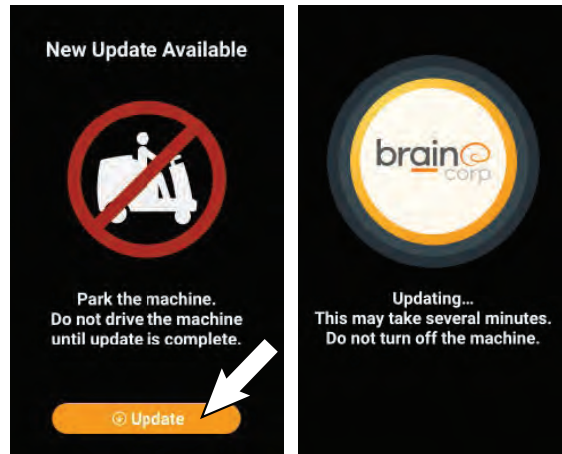 New Update Available
Park the machine.
Do not drive the machine
until update is complete.
Update
brain
corp
Updating...
This may take several minutes.
Do not turn off the machine.